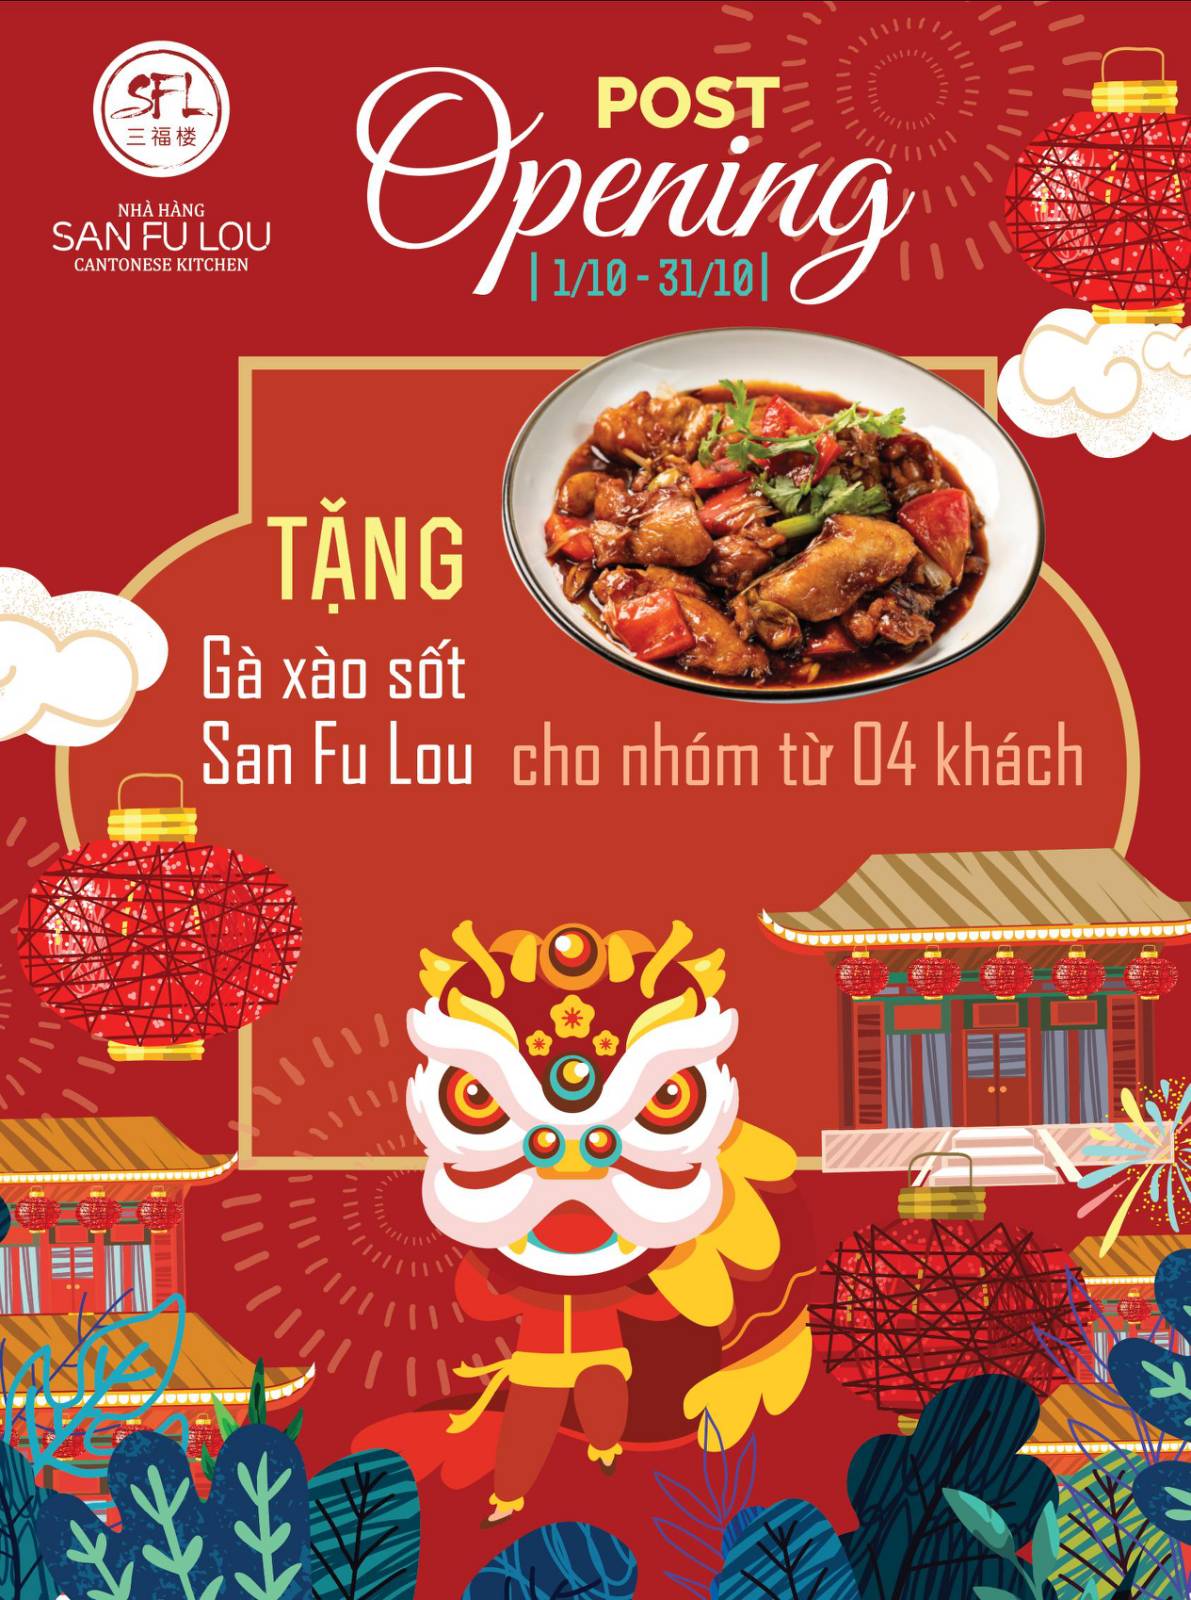 SFL
三福楼
NHÀ HÀNG
SAN FU LOU
CANTONESE KITCHEN
POST
Opening
| 1/10 - 31/10 |
TẶNG
Gà xào sốt
San Fu Lou cho nhóm từ 04 khách